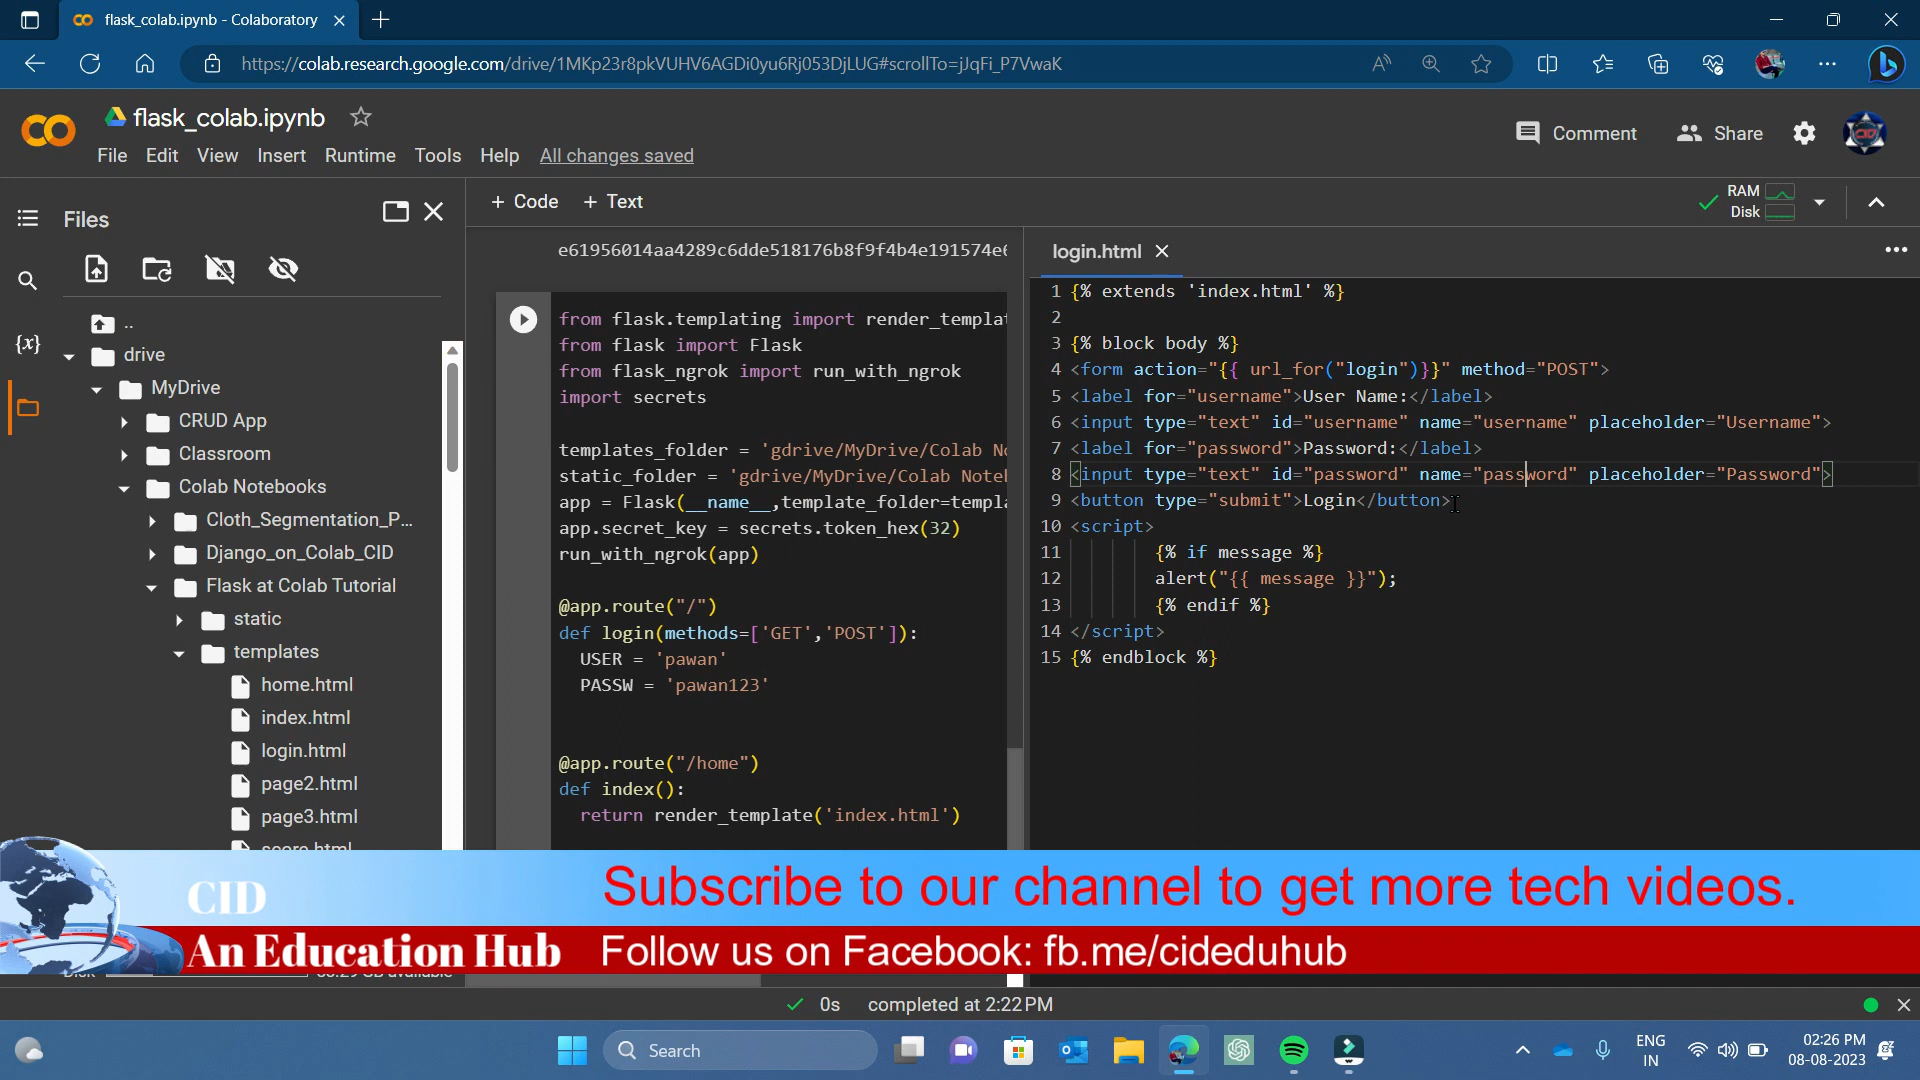 flask_colab.ipynb - Colaboratory
https://colab.research.google.com/drive/1MKp23r8pkVUHV6AGDi0yu6Rj053DjLUG#scrollTo=jJqFi_P7VwaK
flask_colab.ipynb
File Edit View Insert Runtime Tools Help All changes saved
Comment Share
+ Code + Text
RAM
Disk
Files
..
drive
MyDrive
CRUD App
Classroom
Colab Notebooks
Cloth_Segmentation_P...
Django_on_Colab_CID
Flask at Colab Tutorial
static
templates
home.html
index.html
login.html
page2.html
page3.html
score.html
{x}
e61956014aa4289c6dde518176b8f9f4b4e191574e6
from flask.templating import render_templat
from flask import Flask
from flask_ngrok import run_with_ngrok
import secrets
templates_folder = 'gdrive/MyDrive/Colab No
static_folder = 'gdrive/MyDrive/Colab Noteb
app = Flask(__name__,template_folder=templa
app.secret_key = secrets.token_hex(32)
run_with_ngrok(app)
@app.route("/")
def login(methods=['GET','POST']):
USER = 'pawan'
PASSW = 'pawan123'
@app.route("/home")
def index():
return render_template('index.html')
login.html
1 {% extends 'index.html' %}
2
3 {% block body %}
4 <form action="{{ url_for("login")}}" method="POST">
5 <label for="username">User Name:</label>
6 <input type="text" id="username" name="username" placeholder="Username">
7 <label for="password">Password:</label>
8 <input type="text" id="password" name="password" placeholder="Password">
9 <button type="submit">Login</button>
10 <script>
11 {% if message %}
12 alert("{{ message }}");
13 {% endif %}
14 </script>
15 {% endblock %}
CID
An Education Hub
Subscribe to our channel to get more tech videos.
Follow us on Facebook: fb.me/cideduhub
0s completed at 2:22 PM
Search
ENG
IN
02:26 PM
08-08-2023